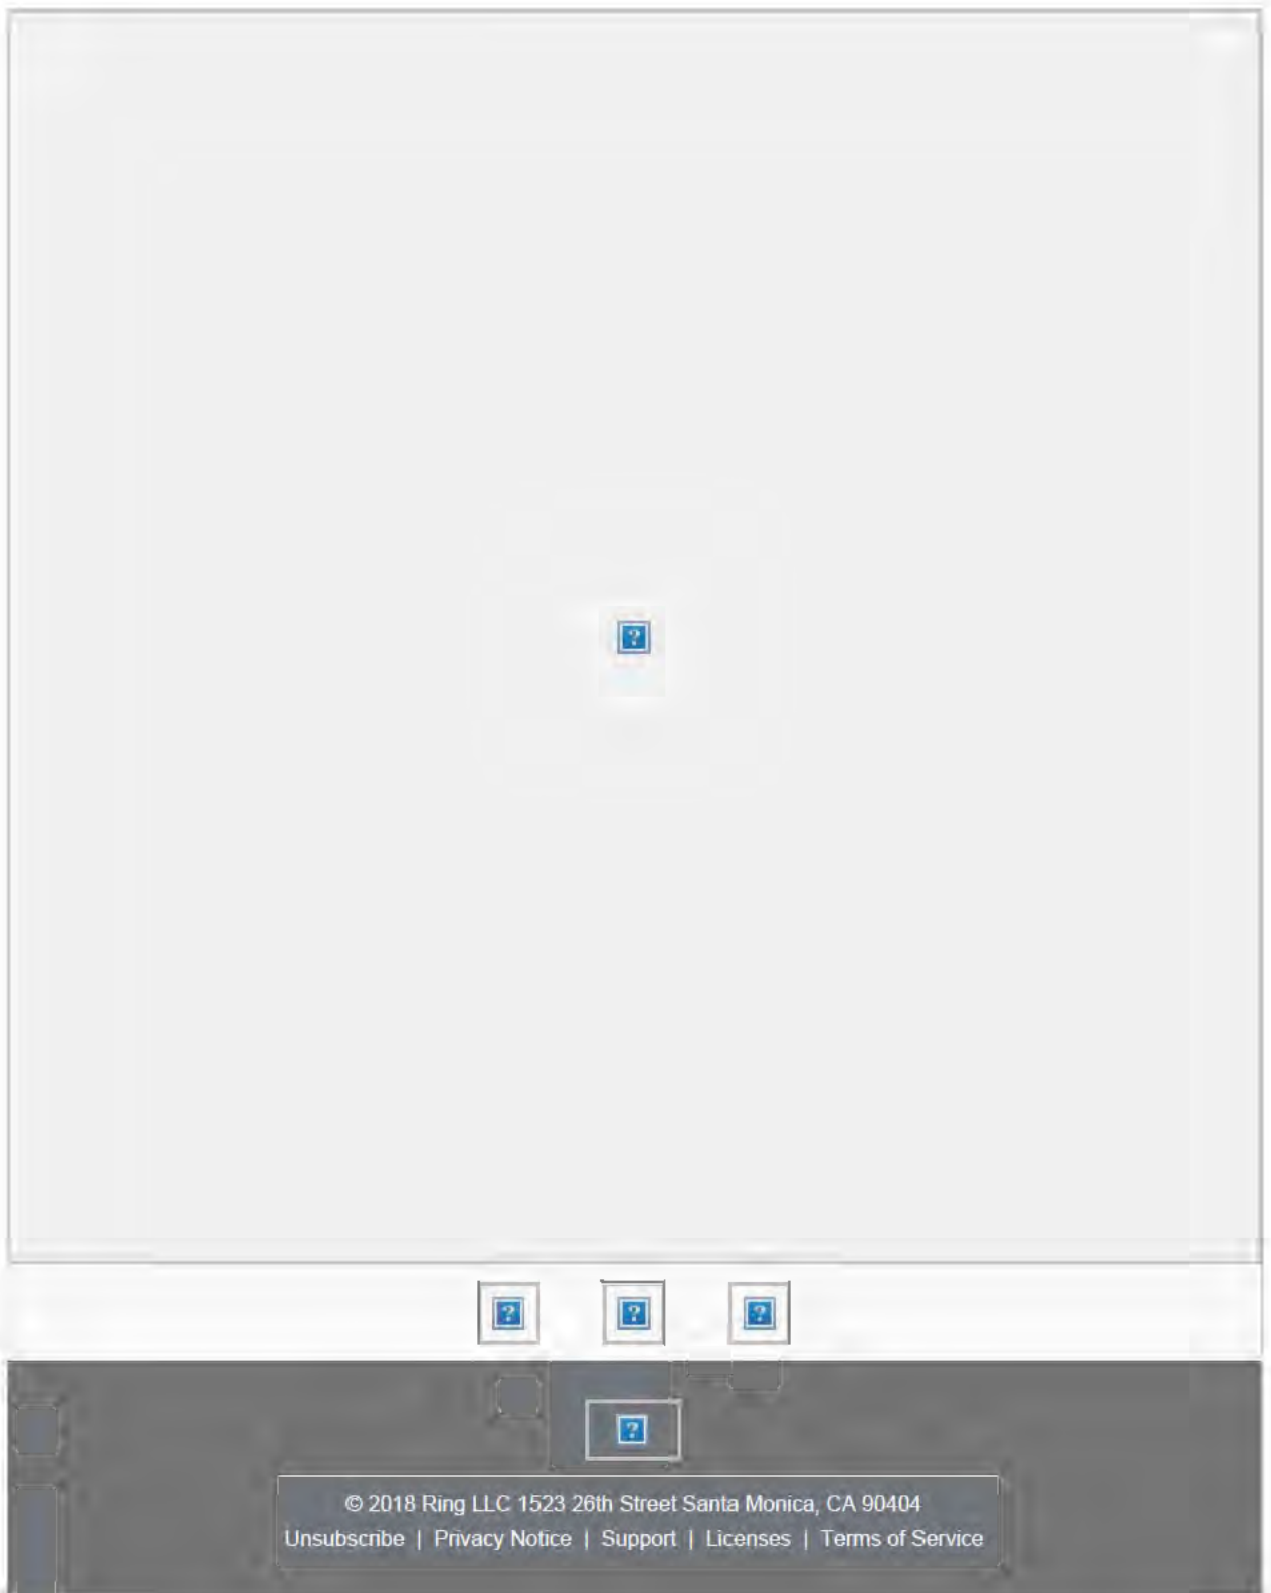 © 2018 Ring LLC 1523 26th Street Santa Monica, CA 90404
Unsubscribe | Privacy Notice | Support | Licenses | Terms of Service